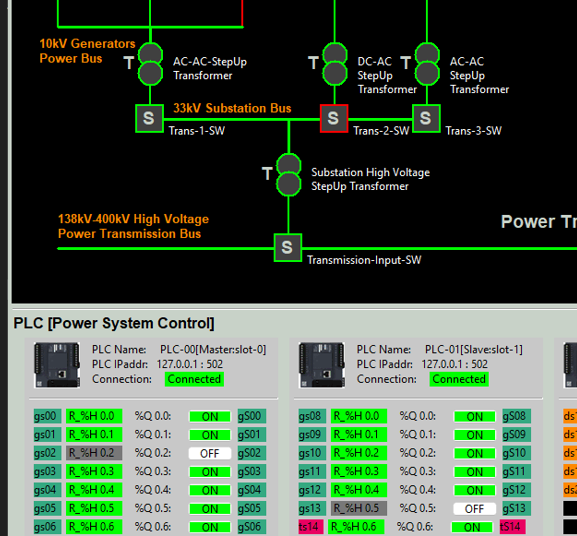 10kV Generators
Power Bus
T
AC-AC-StepUp
Transformer
T
DC-AC
StepUp
Transformer
T
AC-AC
StepUp
Transformer
33kV Substation Bus
S
Trans-1-SW
S
Trans-2-SW
S
Trans-3-SW
T
Substation High Voltage
StepUp Transformer
138kV-400kV High Voltage
Power Transmission Bus
Power Tr
S
Transmission-Input-SW
PLC [Power System Control]
PLC Name: PLC-00[Master:slot-0]
PLC IPaddr: 127.0.0.1 : 502
Connection: Connected
gs00 R_%H 0.0 %Q 0.0: ON gS00
gs01 R_%H 0.1 %Q 0.1: ON gS01
gs02 R_%H 0.2 %Q 0.2: OFF gS02
gs03 R_%H 0.3 %Q 0.3: ON gS03
gs04 R_%H 0.4 %Q 0.4: ON gS04
gs05 R_%H 0.5 %Q 0.5: ON gS05
gs06 R_%H 0.6 %Q 0.6: ON gS06
PLC Name: PLC-01[Slave:slot-1]
PLC IPaddr: 127.0.0.1 : 502
Connection: Connected
gs08 R_%H 0.0 %Q 0.0: ON gS08
gs09 R_%H 0.1 %Q 0.1: ON gS09
gs10 R_%H 0.2 %Q 0.2: ON gS10
gs11 R_%H 0.3 %Q 0.3: ON gS11
gs12 R_%H 0.4 %Q 0.4: ON gS12
gs13 R_%H 0.5 %Q 0.5: OFF gS13
ts14 R_%H 0.6 %Q 0.6: ON tS14